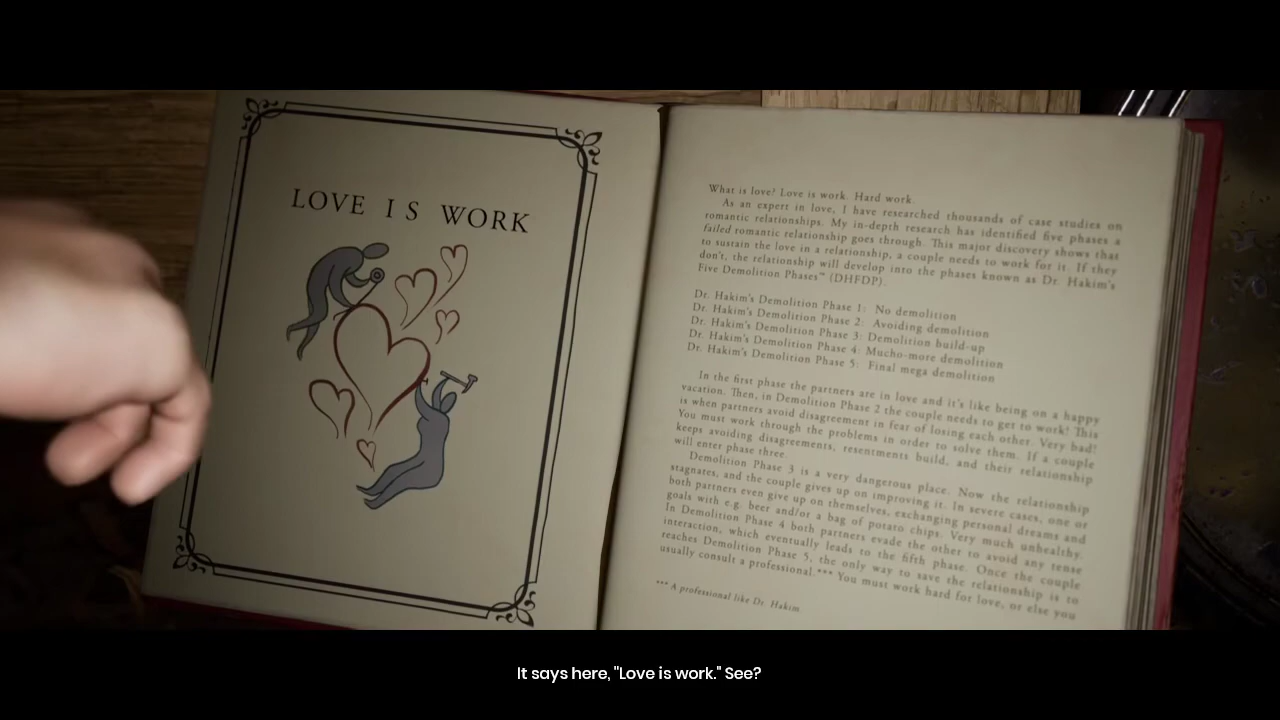 LOVE IS WORK
What is love? Love is work. Hard work.
As an expert in love, I have researched thousands of case studies on
romantic relationships. My in-depth research has identified five phases a
failed romantic relationship goes through. This major discovery shows that
to sustain the love in a relationship, a couple needs to work for it. If they
don't, the relationship will develop into the phases known as Dr. Hakim's
Five Demolition Phases™ (DHFDP).
Dr. Hakim's Demolition Phase 1: No demolition
Dr. Hakim's Demolition Phase 2: Avoiding demolition
Dr. Hakim's Demolition Phase 3: Demolition build-up
Dr. Hakim's Demolition Phase 4: Mucho-more demolition
Dr. Hakim's Demolition Phase 5: Final mega demolition
In the first phase the partners are in love and it's like being on a happy
vacation. Then, in Demolition Phase 2 the couple needs to get to work! This
is when partners avoid disagreement in fear of losing each other. Very bad!
You must work through the problems in order to solve them. If a couple
keeps avoiding disagreements, resentments build, and their relationship
will enter phase three.
Demolition Phase 3 is a very dangerous place. Now the relationship
stagnates, and the couple gives up on improving it. In severe cases, one or
both partners even give up on themselves, exchanging personal dreams and
goals with e.g. beer and/or a bag of potato chips. Very much unhealthy.
In Demolition Phase 4 both partners evade the other to avoid any tense
interaction, which eventually leads to the fifth phase. Once the couple
reaches Demolition Phase 5, the only way to save the relationship is to
usually consult a professional.*** You must work hard for love, or else you
*** A professional like Dr. Hakim
It says here, "Love is work." See?